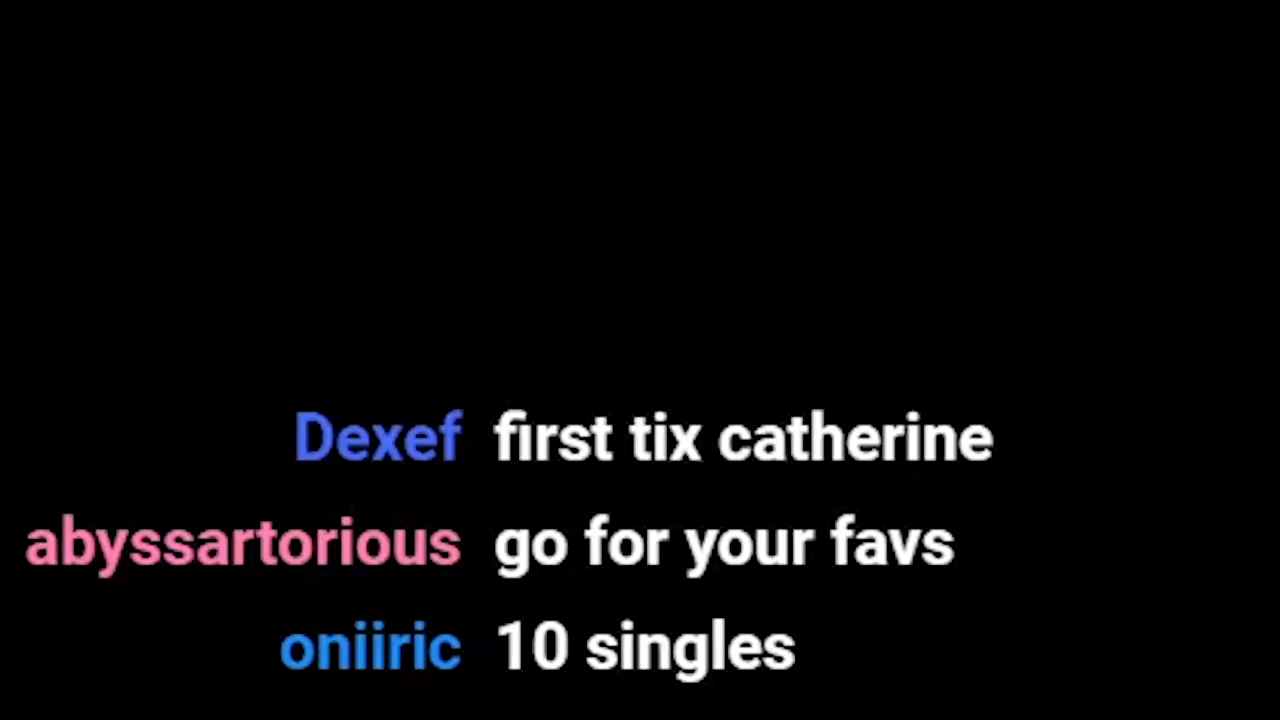 Dexef first tix catherine
abyssartorious go for your favs
oniiric 10 singles